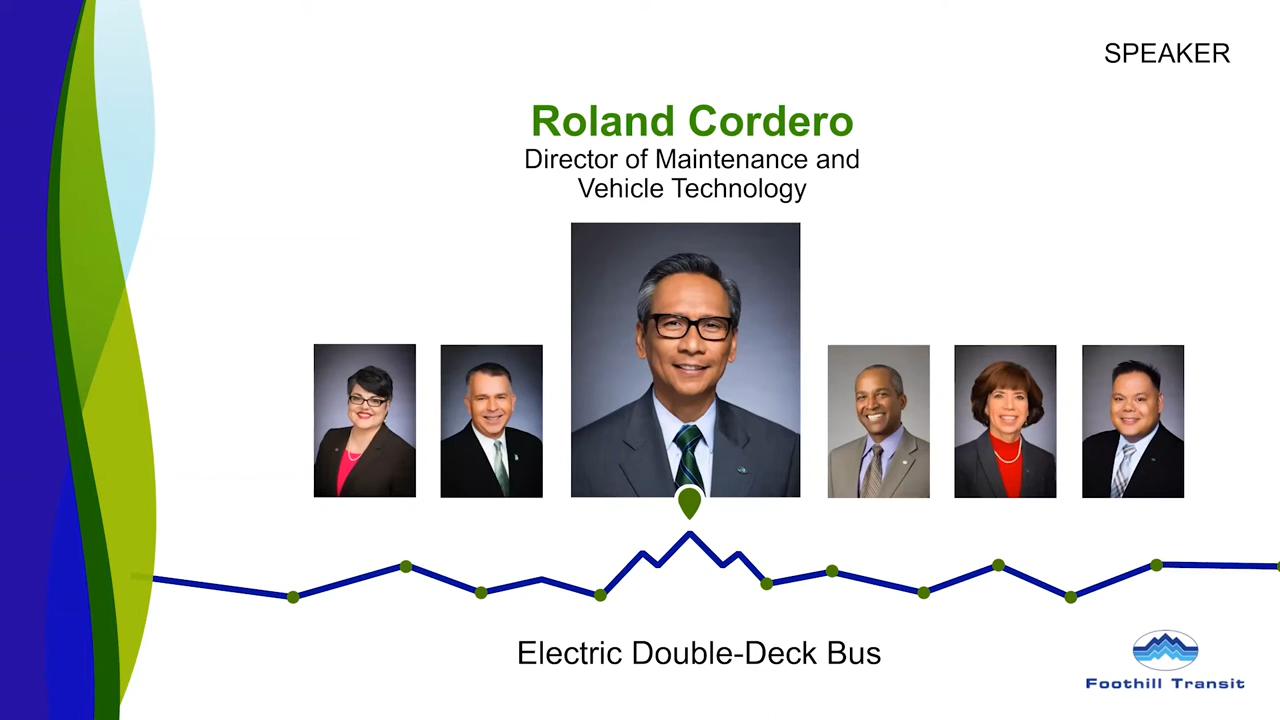 SPEAKER
Roland Cordero
Director of Maintenance and
Vehicle Technology
Electric Double-Deck Bus
Foothill Transit